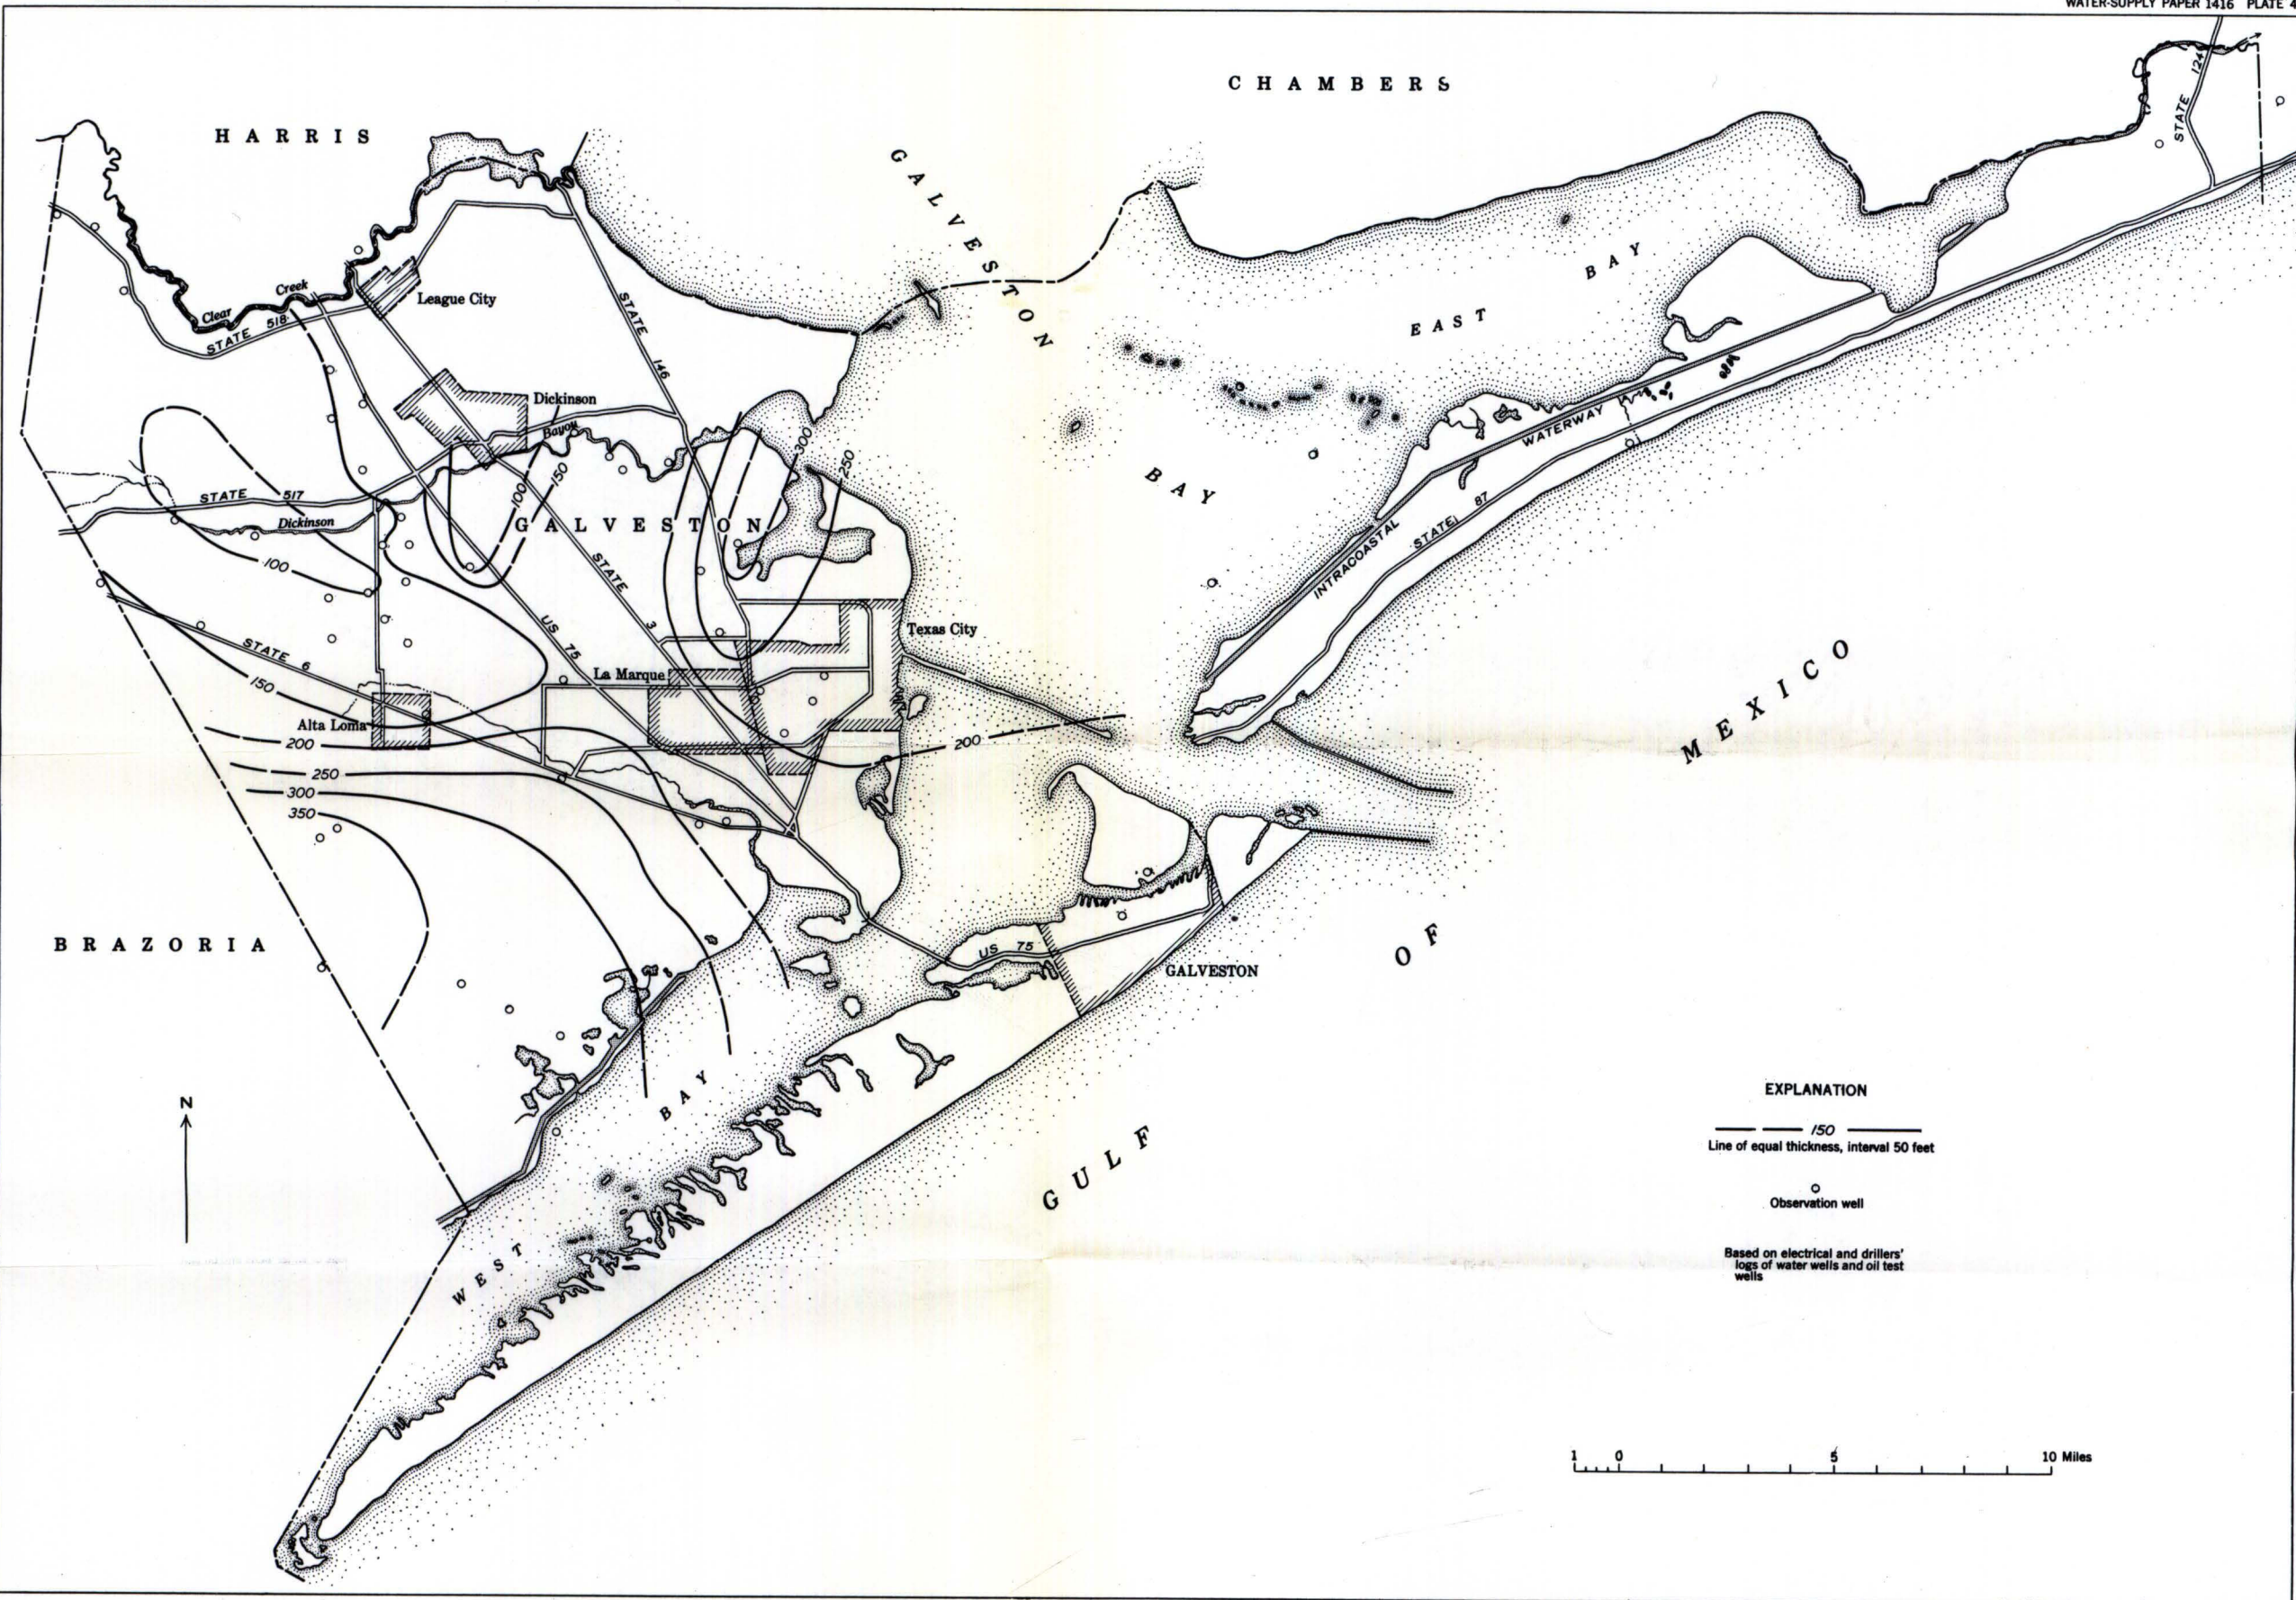 WATER-SUPPLY PAPER 1416 PLATE 4
CHAMBERS
HARRIS
GALVESTON
BAY
STATE 124
EAST BAY
Clear Creek
STATE 518
League City
STATE 146
Dickinson
Bayou
300
250
100
150
STATE 517
Dickinson
GALVESTON
100
WATERWAY
INTRACOASTAL
STATE 87
STATE 3
US 75
Texas City
STATE 6
150
La Marque
Alta Loma
200
200
250
300
350
GULF OF MEXICO
BRAZORIA
US 75
GALVESTON
N
WEST BAY
EXPLANATION
150
Line of equal thickness, interval 50 feet
Observation well
Based on electrical and drillers'
logs of water wells and oil test
wells
1 0 5 10 Miles